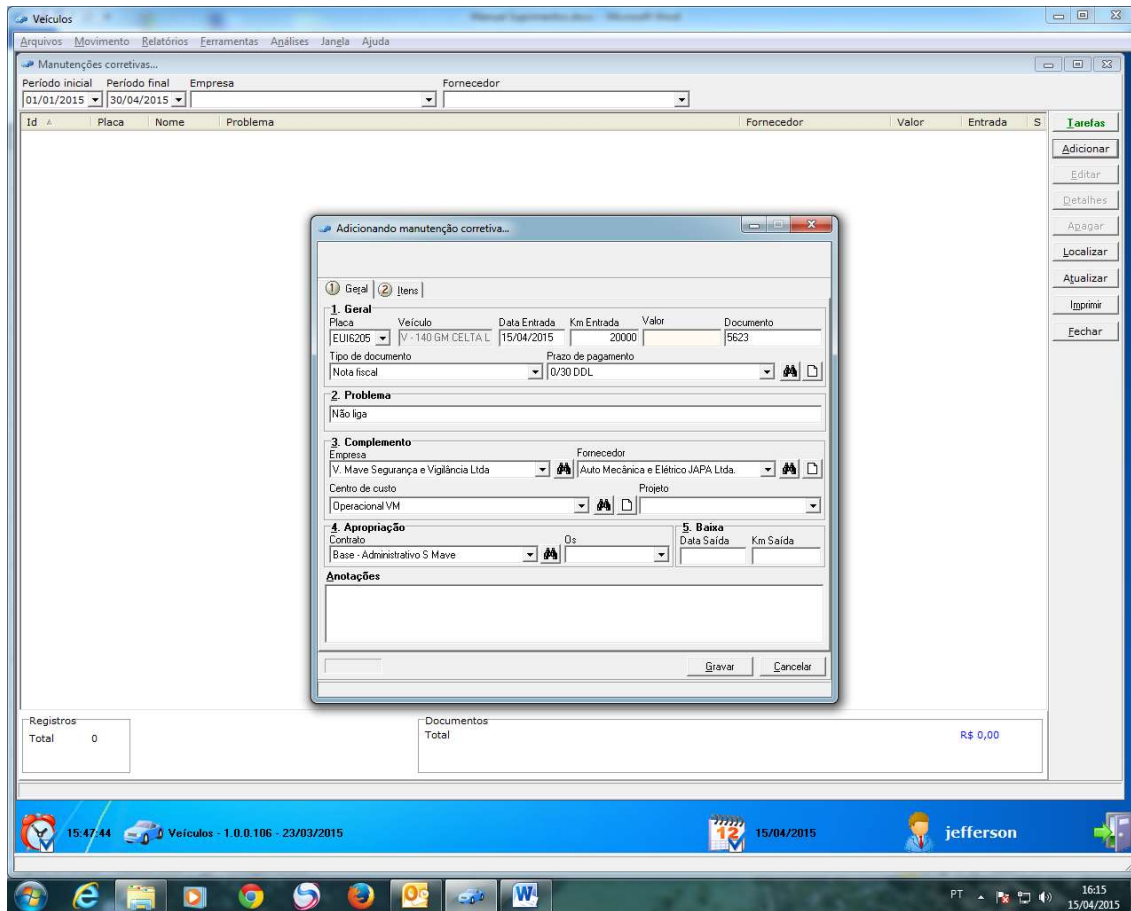 Veículos
Manual Suprimentos.docx - Microsoft Word
Arquivos Movimento Relatórios Ferramentas Análises Janela Ajuda
Manutenções corretivas...
Período inicial Período final Empresa Fornecedor
01/01/2015 30/04/2015
Id Placa Nome Problema Fornecedor Valor Entrada S
Tarefas
Adicionar
Editar
Detalhes
Apagar
Localizar
Atualizar
Imprimir
Fechar
Adicionando manutenção corretiva...
1 Geral 2 Itens
1. Geral
Placa Veículo Data Entrada Km Entrada Valor Documento
EUI6205 V - 140 GM CELTA L 15/04/2015 20000 5623
Tipo de documento Prazo de pagamento
Nota fiscal 0/30 DDL
2. Problema
Não liga
3. Complemento
Empresa Fornecedor
V. Mave Segurança e Vigilância Ltda Auto Mecânica e Elétrico JAPA Ltda.
Centro de custo Projeto
Operacional VM
4. Apropriação 5. Baixa
Contrato Os Data Saída Km Saída
Base - Administrativo S Mave
Anotações
Gravar Cancelar
Registros Documentos
Total 0 Total R$ 0,00
15:47:44 Veículos - 1.0.0.106 - 23/03/2015 12 15/04/2015 jefferson
PT 16:15
15/04/2015